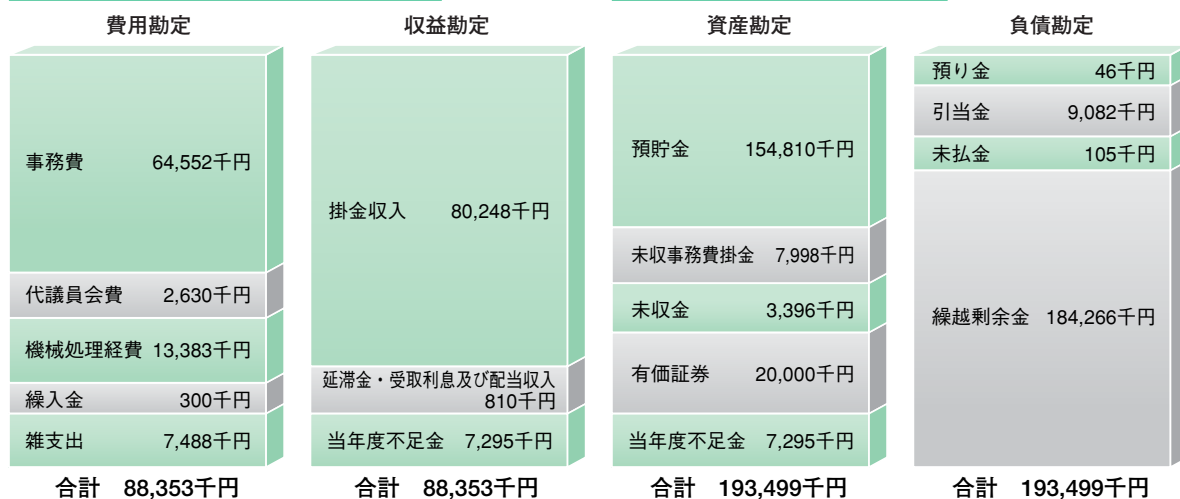 費用勘定
事務費 64,552千円
代議員会費 2,630千円
機械処理経費 13,383千円
繰入金 300千円
雑支出 7,488千円
合計 88,353千円
収益勘定
掛金収入 80,248千円
延滞金・受取利息及び配当収入
810千円
当年度不足金 7,295千円
合計 88,353千円
資産勘定
預貯金 154,810千円
未収事務費掛金 7,998千円
未収金 3,396千円
有価証券 20,000千円
当年度不足金 7,295千円
合計 193,499千円
負債勘定
預り金 46千円
引当金 9,082千円
未払金 105千円
繰越剰余金 184,266千円
合計 193,499千円